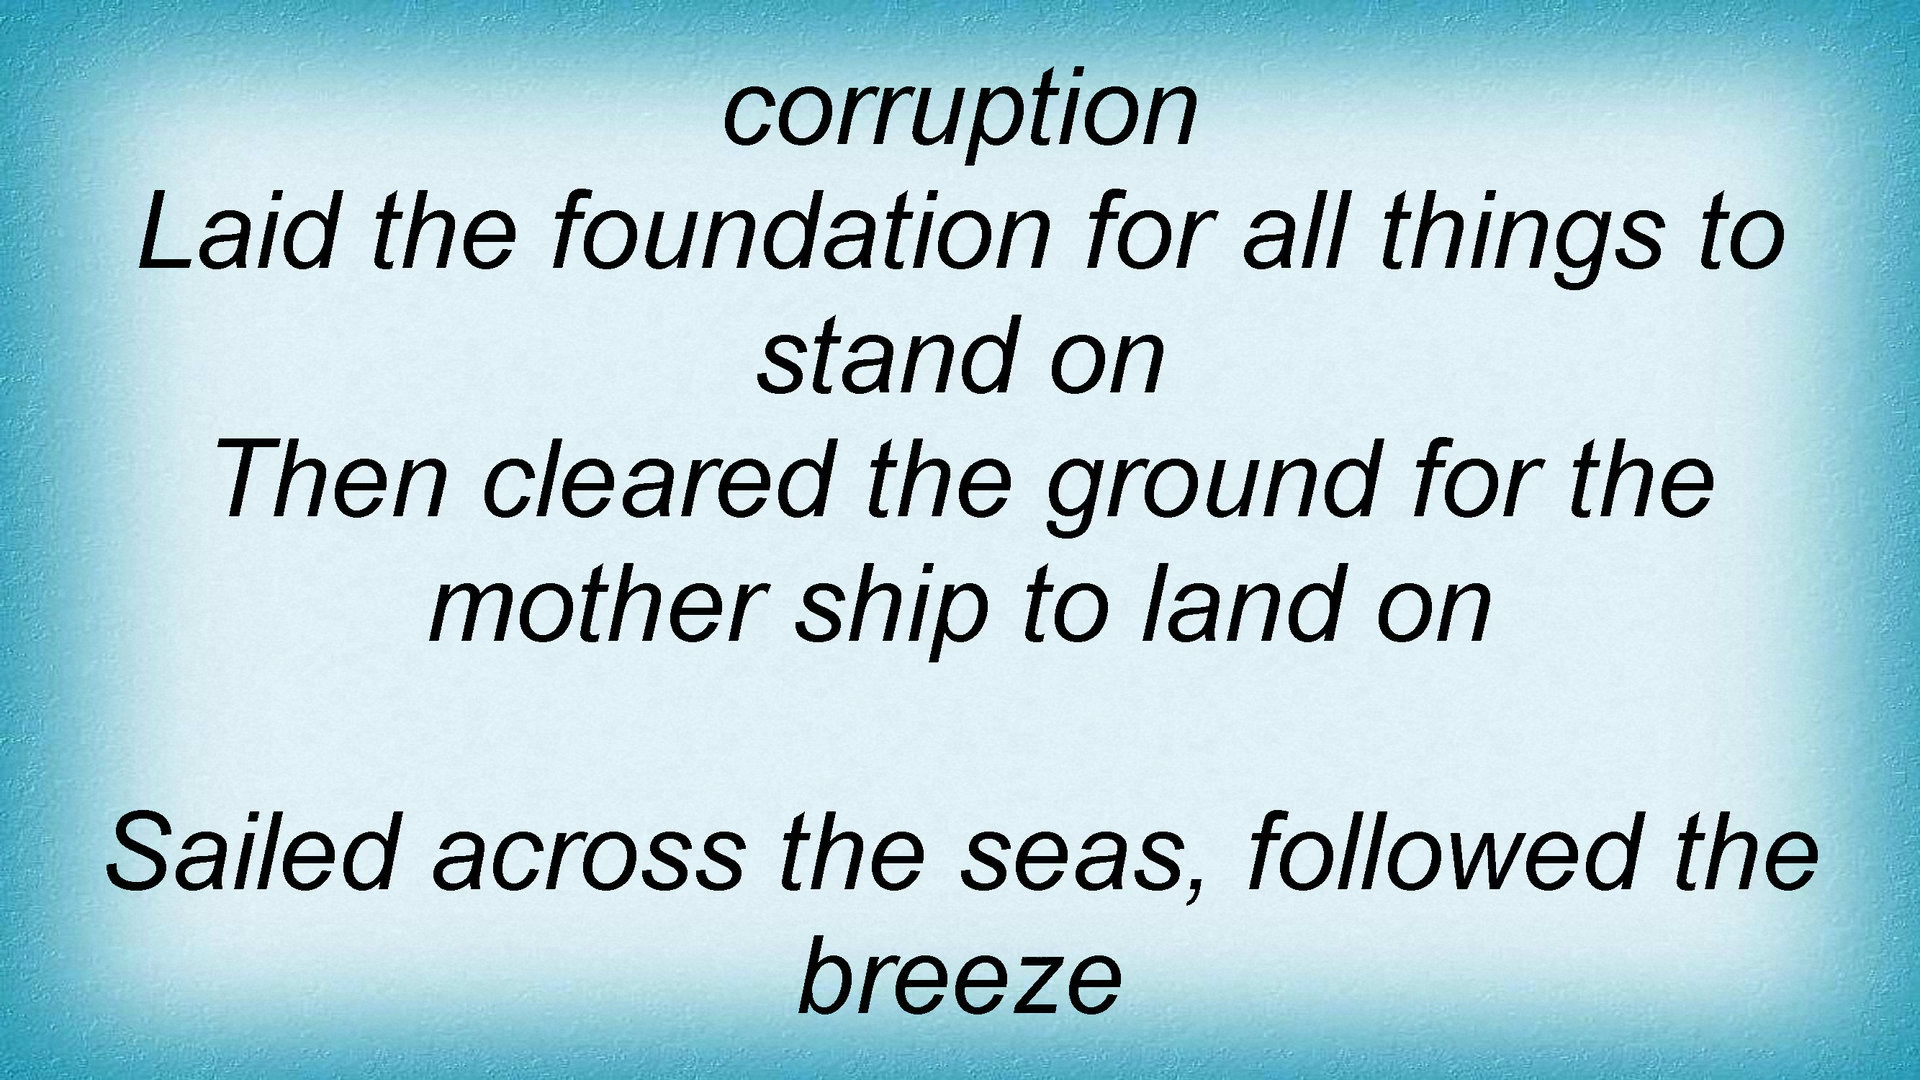 corruption
Laid the foundation for all things to
stand on
Then cleared the ground for the
mother ship to land on
Sailed across the seas, followed the
breeze